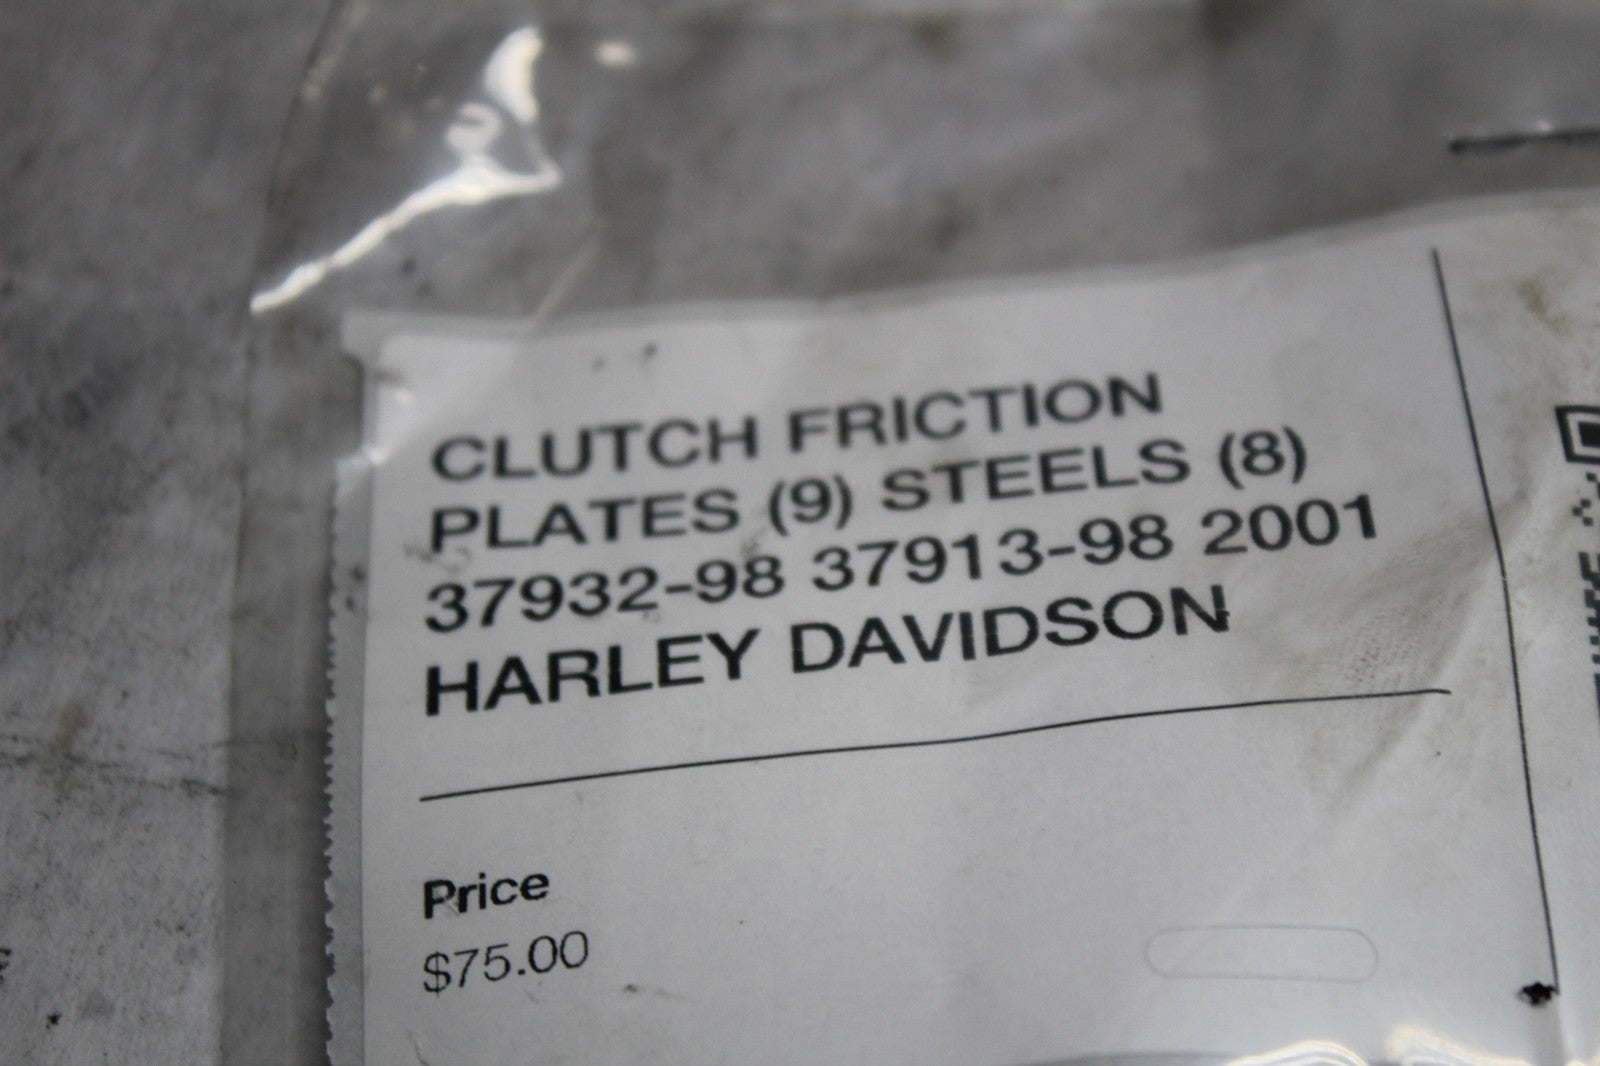 CLUTCH FRICTION
PLATES (9) STEELS (8)
37932-98 37913-98 2001
HARLEY DAVIDSON
Price
$75.00